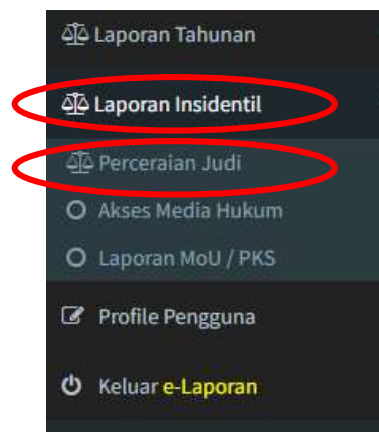 Laporan Tahunan
Laporan Insidentil
Perceraian Judi
Akses Media Hukum
Laporan MoU / PKS
Profile Pengguna
Keluar e-Laporan